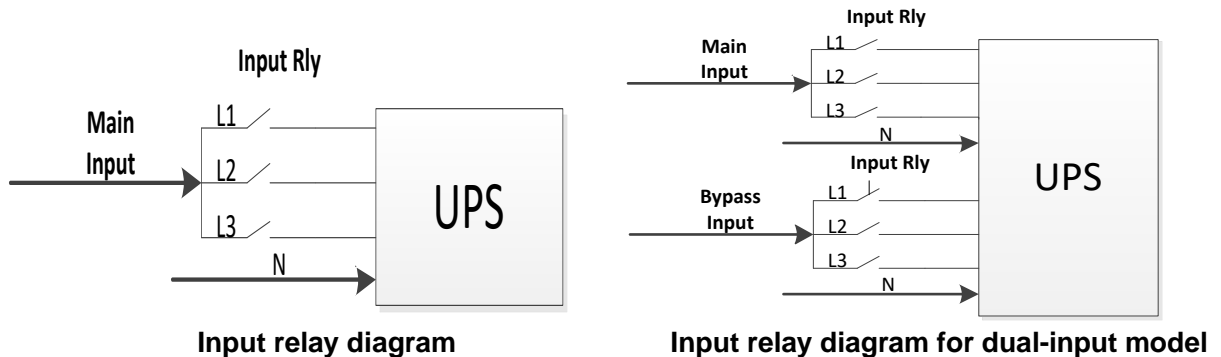 Input Rly
Main
Input
L1
L2
L3
N
UPS
Input relay diagram
Input Rly
Main
Input
L1
L2
L3
N
Input Rly
Bypass
Input
L1
L2
L3
N
UPS
Input relay diagram for dual-input model